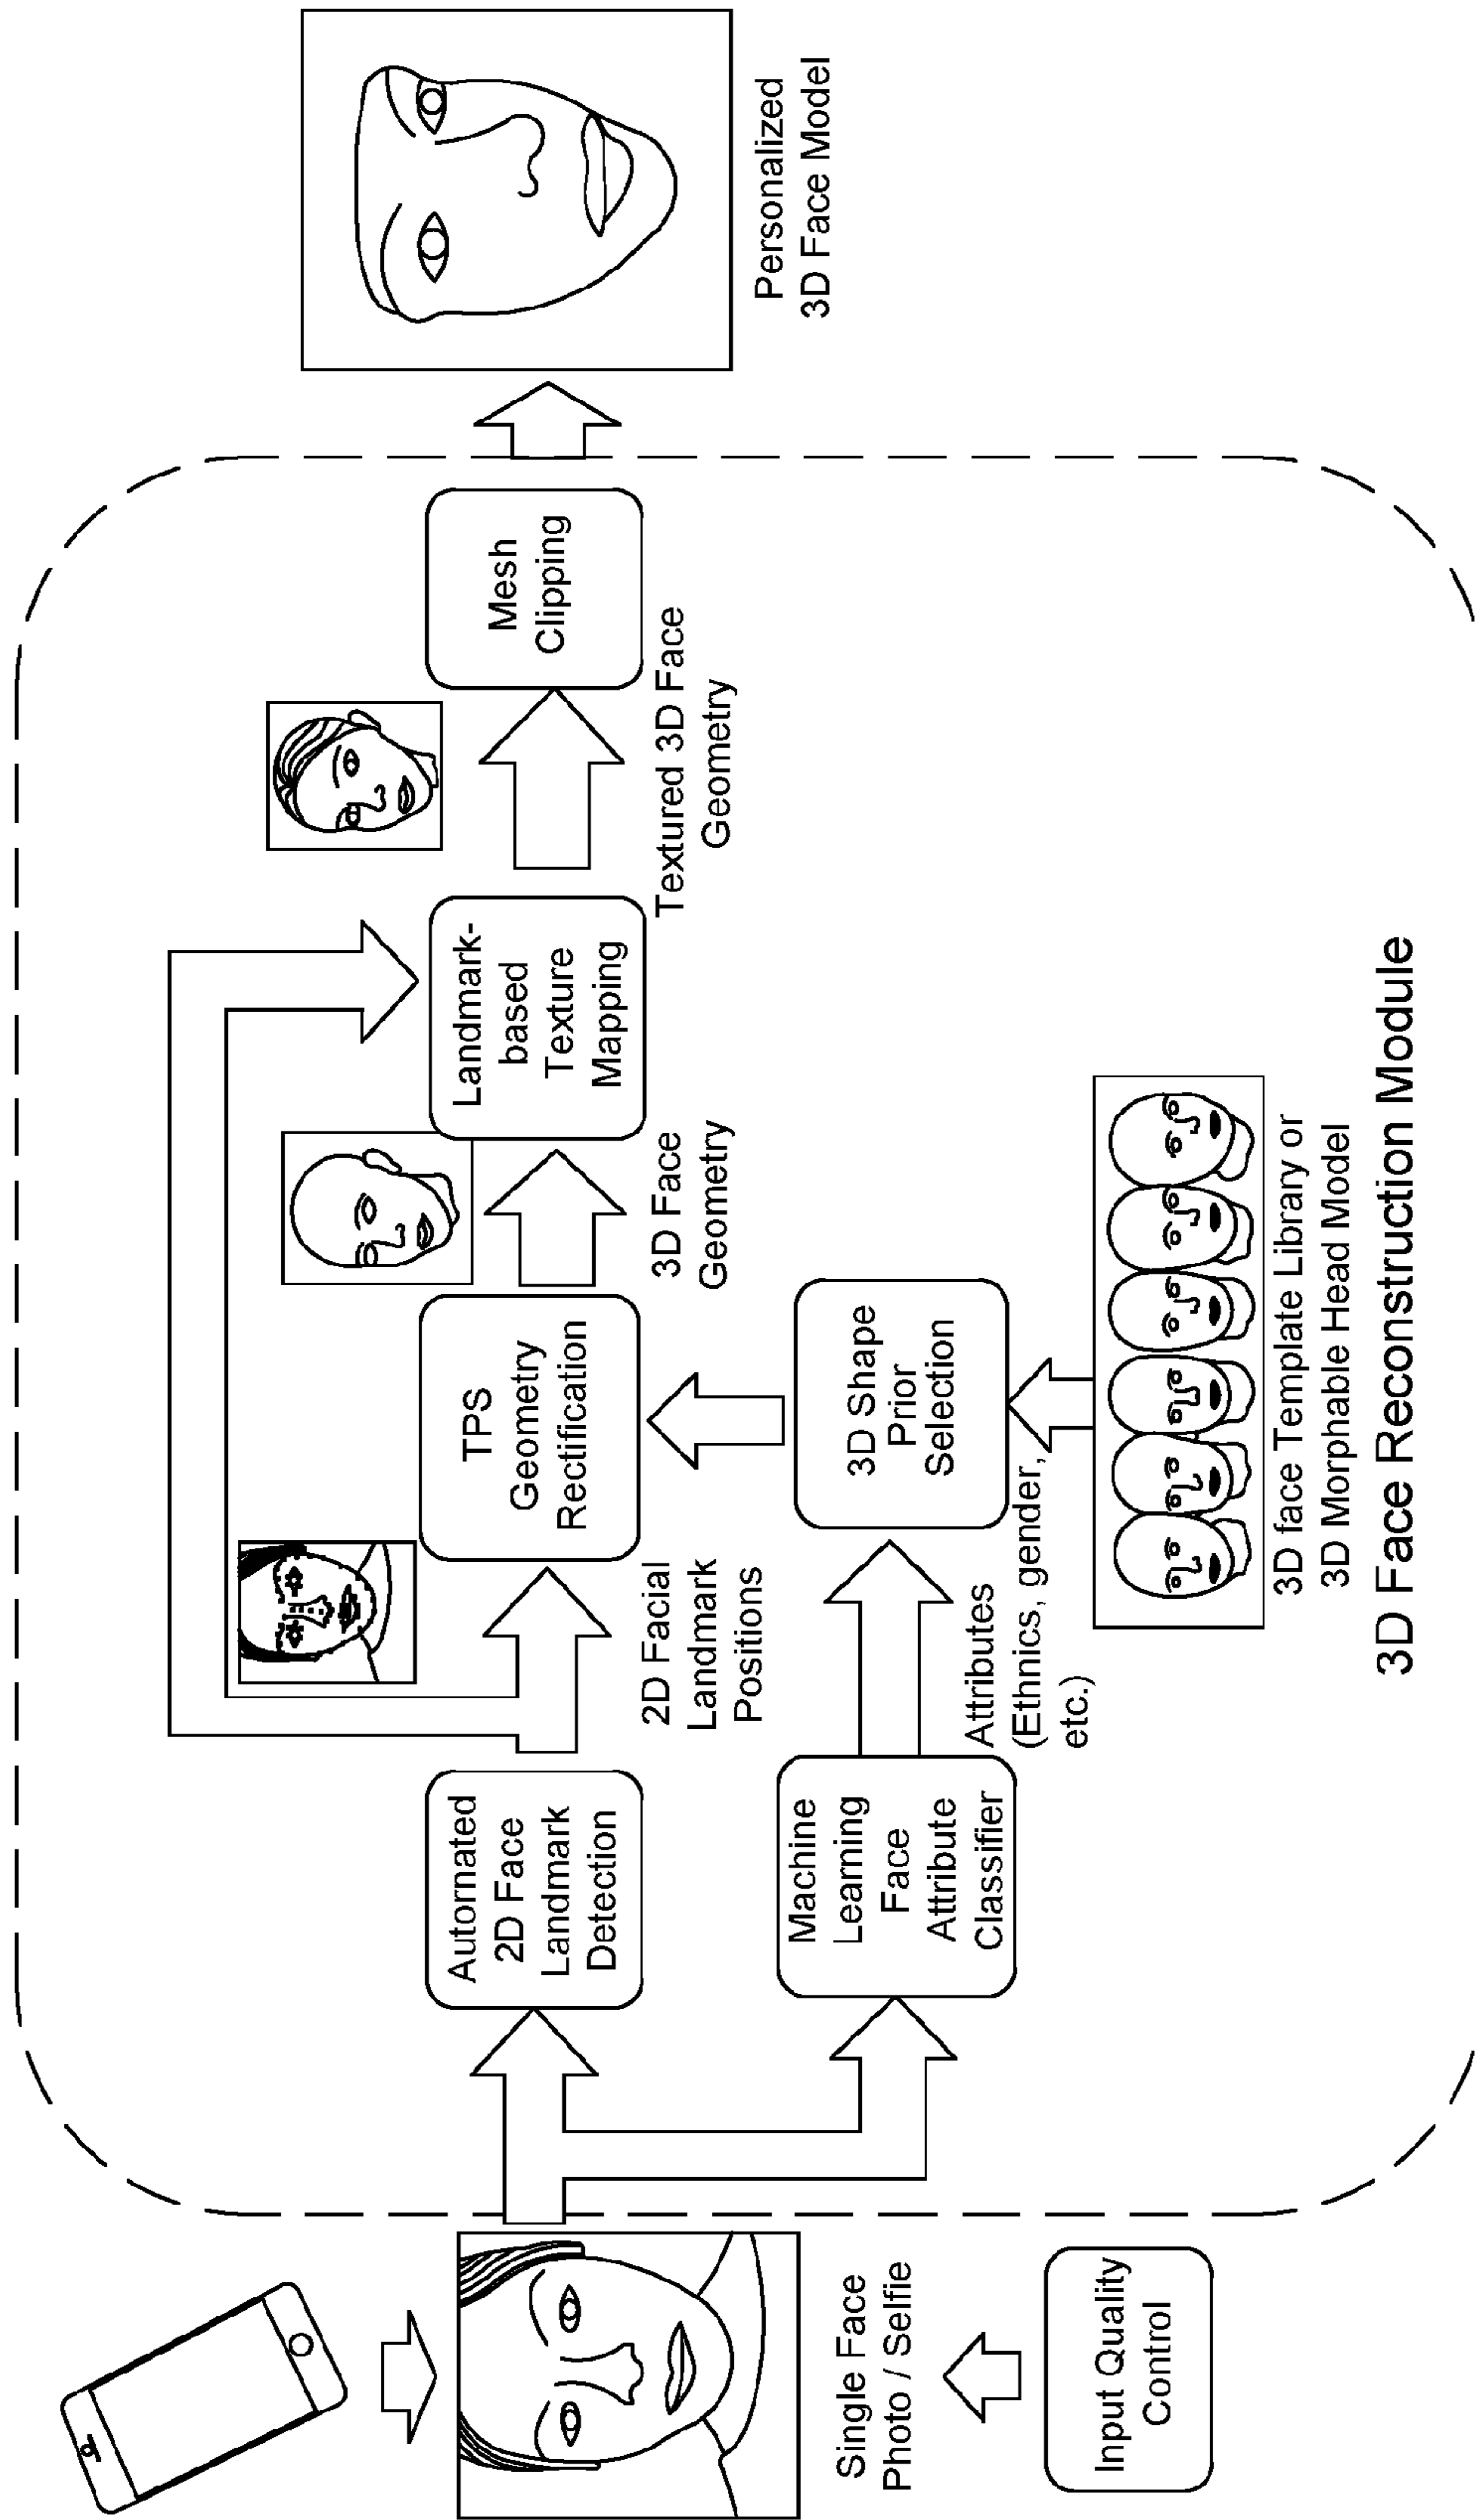 Single Face
Photo / Selfie
Input Quality
Control
Automated
2D Face
Landmark
Detection
2D Facial
Landmark
Positions
Machine
Learning
Face
Attribute
Classifier
Attributes
(Ethnics, gender,
etc.)
TPS
Geometry
Rectification
3D Shape
Prior
Selection
3D face Template Library or
3D Morphable Head Model
3D Face
Geometry
Landmark-
based
Texture
Mapping
Textured 3D Face
Geometry
Mesh
Clipping
Personalized
3D Face Model
3D Face Reconstruction Module